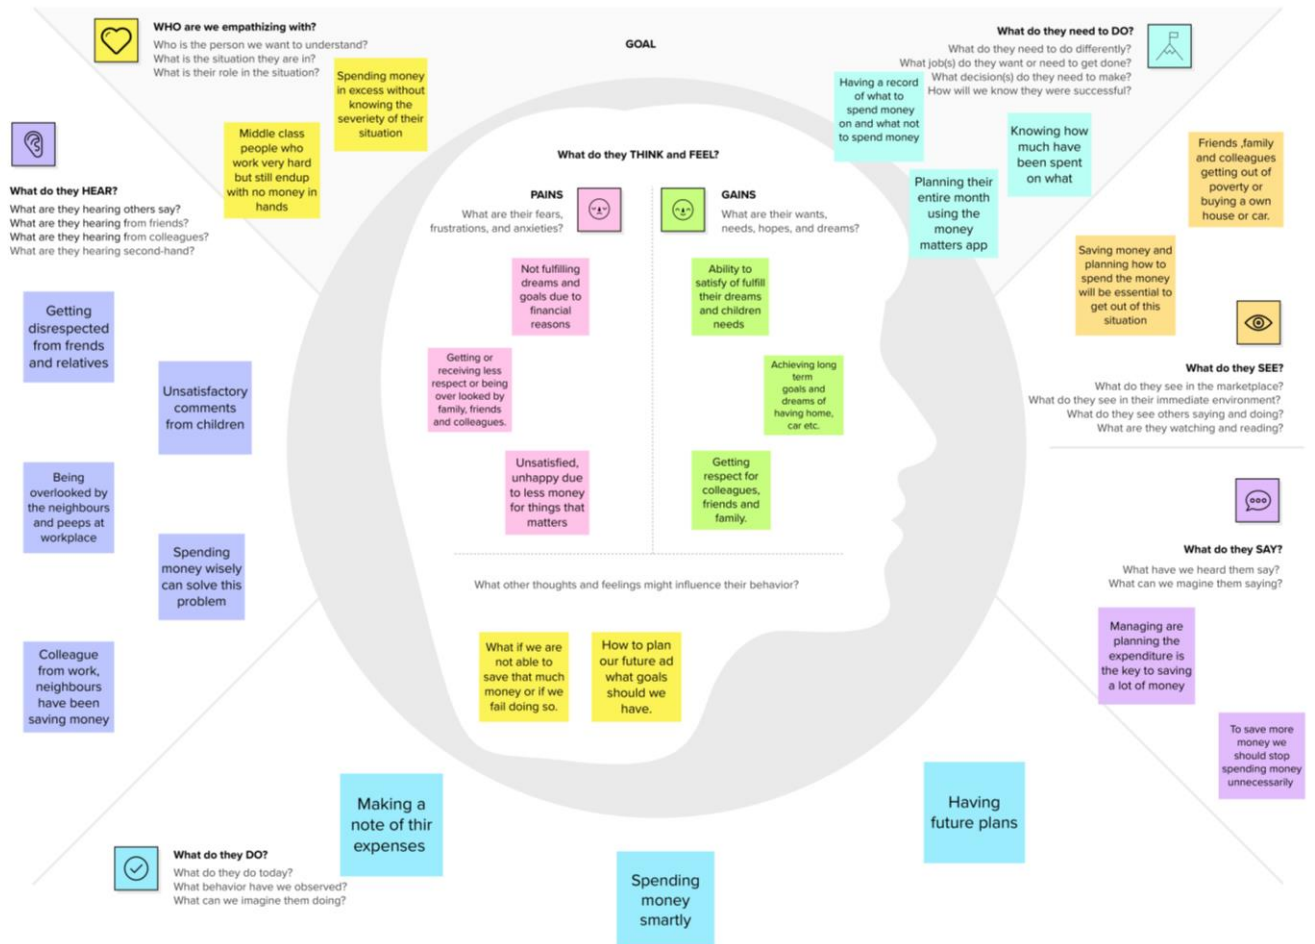 WHO are we empathizing with?
Who is the person we want to understand?
What is the situation they are in?
What is their role in the situation?
Spending money
in excess without
knowing the
severiety of their
situation
Middle class
people who
work very hard
but still endup
with no money in
hands
GOAL
What do they need to DO?
What do they need to do differently?
What job(s) do they want or need to get done?
What decision(s) do they need to make?
How will we know they were successful?
Having a record
of what to
spend money
on and what not
to spend money
Knowing how
much have
been spent
on what
Planning their
entire month
using the
money
matters app
Friends ,family
and colleagues
getting out of
poverty or
buying a own
house or car.
Saving money and
planning how to
spend the money
will be essential to
get out of this
situation
What do they SEE?
What do they see in the marketplace?
What do they see in their immediate environment?
What do they see others saying and doing?
What are they watching and reading?
What do they SAY?
What have we heard them say?
What can we magine them saying?
Managing are
planning the
expenditure is
the key to saving
a lot of money
To save more
money we
should stop
spending money
unnecessarily
What do they HEAR?
What are they hearing others say?
What are they hearing from friends?
What are they hearing from colleagues?
What are they hearing second-hand?
Getting
disrespected
from frends
and relatives
Unsatisfactory
comments
from children
Being
overlooked by
the neighbours
and peeps at
workplace
Spending
money wisely
can solve this
problem
Colleague
from work,
neighbours
have been
saving money
What do they THINK and FEEL?
PAINS
What are their fears,
frustrations, and anxieties?
Not fulfilling
dreams and
goals due to
financial
reasons
Getting or
receiving less
respect or being
over looked by
family, friends
and colleagues.
Unsatisfied,
unhappy due
to less money
for things that
matters
GAINS
What are their wants,
needs, hopes, and dreams?
Ability to
satisfy of fulfill
their dreams
and children
needs
Achieving long
term
goals and
dreams of
having home,
car etc.
Getting
respect for
colleagues,
friends and
family.
What other thoughts and feelings might influence their behavior?
What if we are
not able to
save that much
money or if we
fail doing so.
How to plan
our future ad
what goals
should we
have.
What do they DO?
What do they do today?
What behavior have we observed?
What can we imagine them doing?
Making a
note of thir
expenses
Spending
money
smartly
Having
future plans